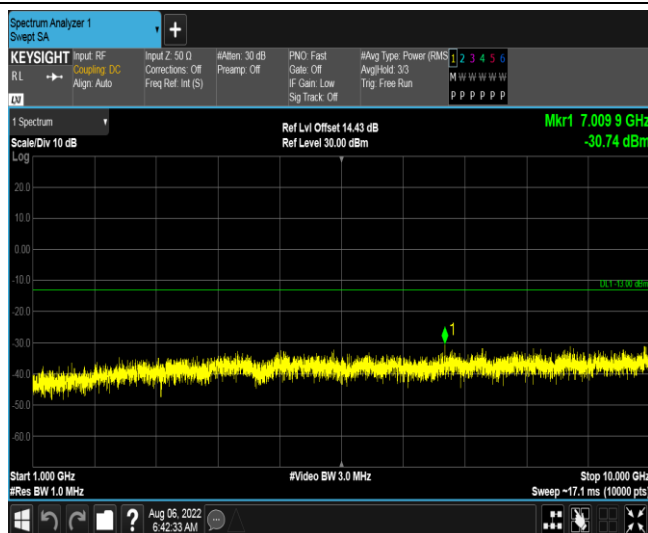 Spectrum Analyzer 1
Swept SA
+
KEYSIGHT
RL
LXI
Input: RF
Coupling: DC
Align: Auto
Input Z: 50 Ω
Corrections: Off
Freq Ref: Int (S)
#Atten: 30 dB
Preamp: Off
PNO: Fast
Gate: Off
IF Gain: Low
Sig Track: Off
#Avg Type: Power (RMS
Avg|Hold: 3/3
Trig: Free Run
1 2 3 4 5 6
M W W W W W
P P P P P P
1 Spectrum
Scale/Div 10 dB
Ref Lvl Offset 14.43 dB
Ref Level 30.00 dBm
Mkr1 7.009 9 GHz
-30.74 dBm
Log
20.0
10.0
0.00
-10.0
DL1 -13.00 dBm
-20.0
-30.0
1
-40.0
-50.0
-60.0
Start 1.000 GHz
#Res BW 1.0 MHz
#Video BW 3.0 MHz
Stop 10.000 GHz
Sweep ~17.1 ms (10000 pts)
?
Aug 06, 2022
6:42:33 AM